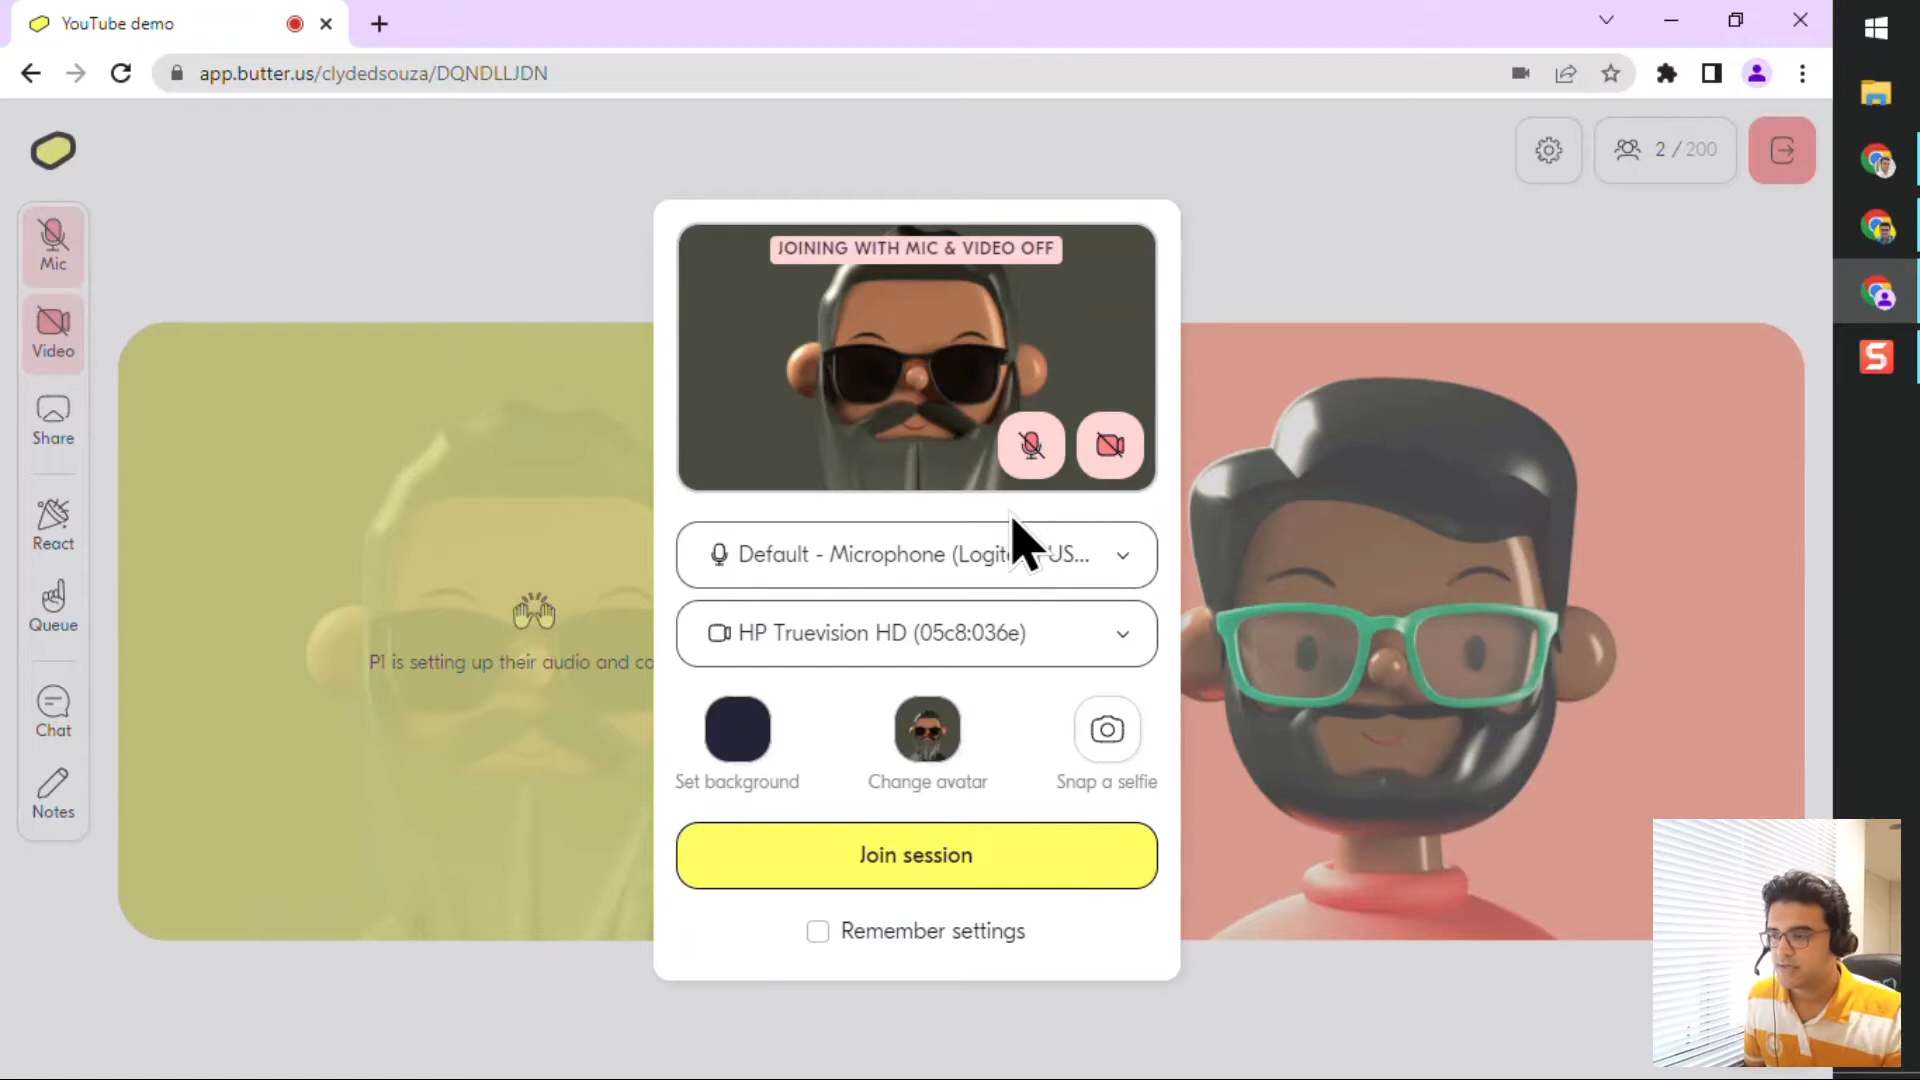 YouTube demo
app.butter.us/clydedsouza/DQNDLLJDN
2 / 200
Mic
Video
Share
React
Queue
Chat
Notes
P1 is setting up their audio and
JOINING WITH MIC & VIDEO OFF
Default - Microphone (Logite US...
HP Truevision HD (05c8:036e)
Set background
Change avatar
Snap a selfie
Join session
Remember settings